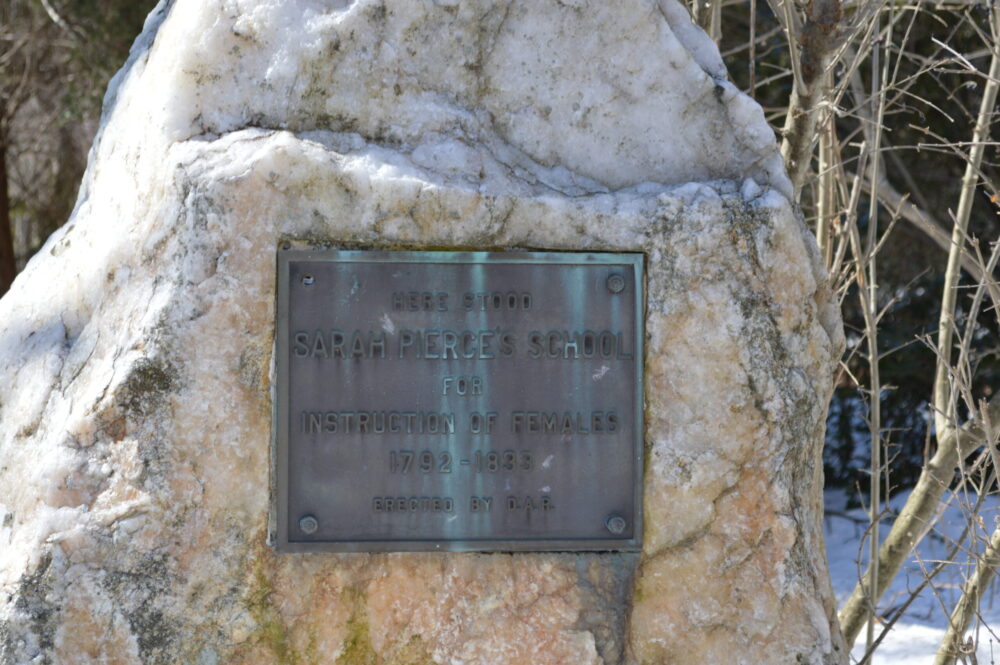 HERE STOOD
SARAH PIERCE'S SCHOOL
FOR
INSTRUCTION OF FEMALES
1792-1833
ERECTED BY D.A.R.